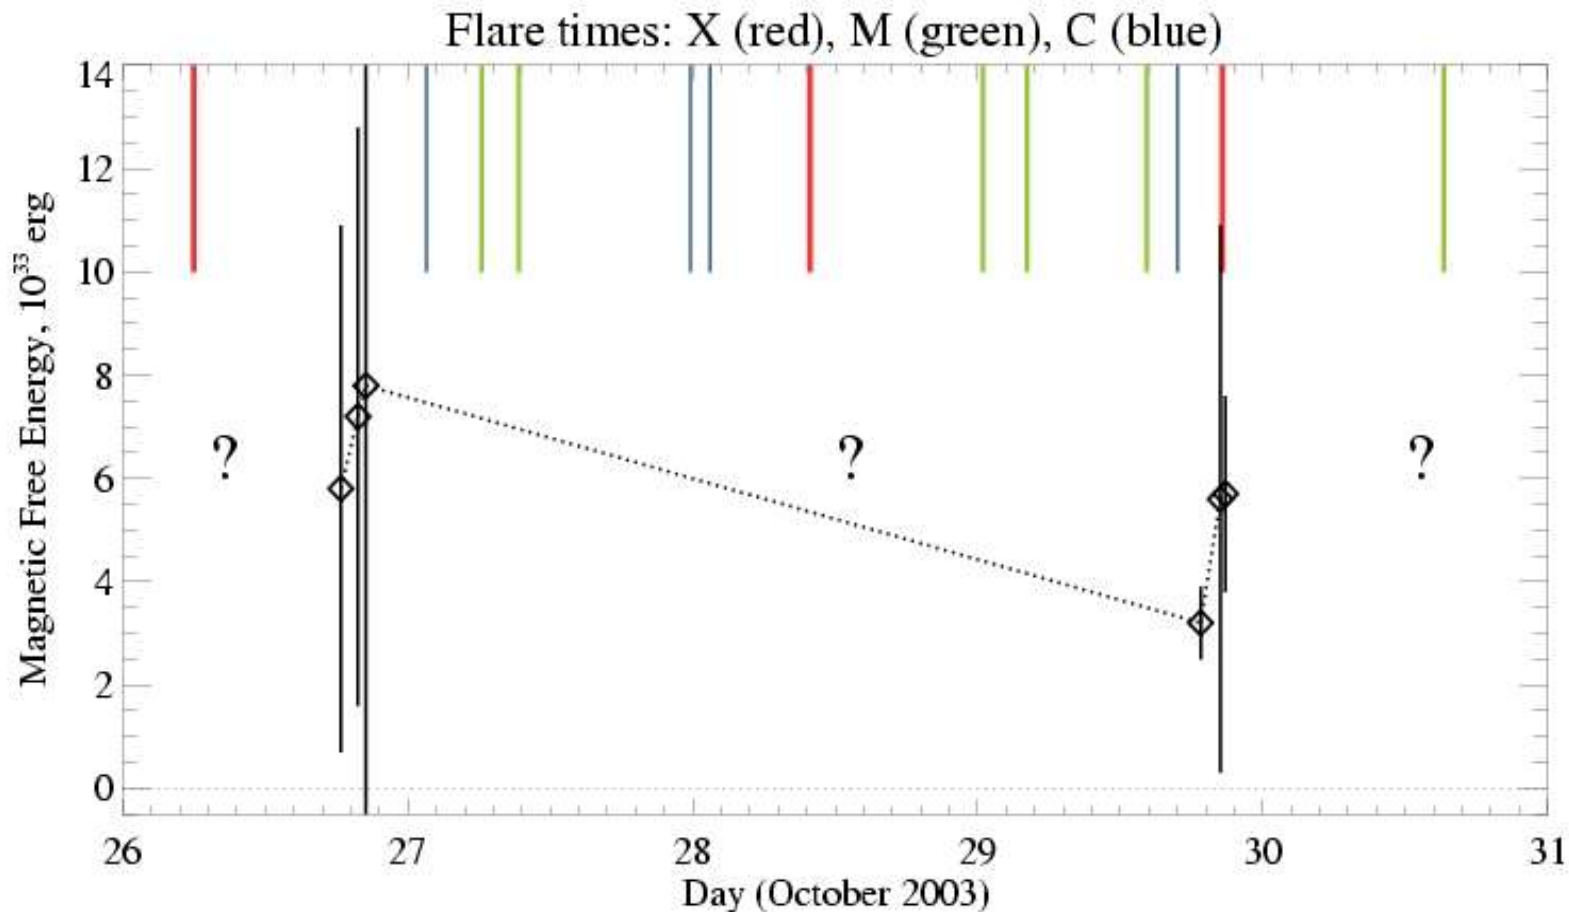 Flare times: X (red), M (green), C (blue)
14
12
10
8
6
4
2
0
Magnetic Free Energy, 10³³ erg
?
?
?
26 27 28 29 30 31
Day (October 2003)